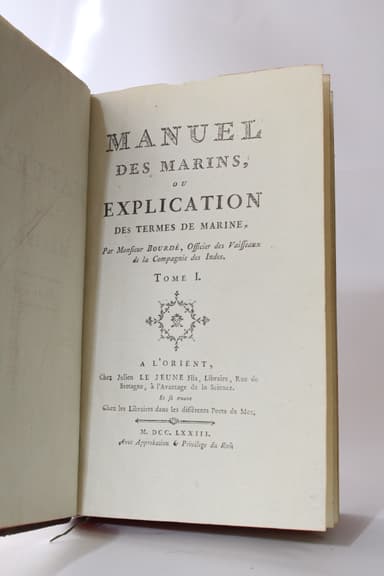 MANUEL
DES MARINS,
OU
EXPLICATION
DES TERMES DE MARINE,
Par Monsieur BOURDÉ, Officier des Vaisseaux
de la Compagnie des Indes.
TOME I.
A L'ORIENT,
Chez Julien LE JEUNE Fils, Libraire, Rue de
Bretagne, à l'Avantage de la Science.
Et se trouve
Chez les Libraires dans les différents Ports de Mer.
M. DCC. LXXIII.
Avec Approbation & Privilege du Roi.